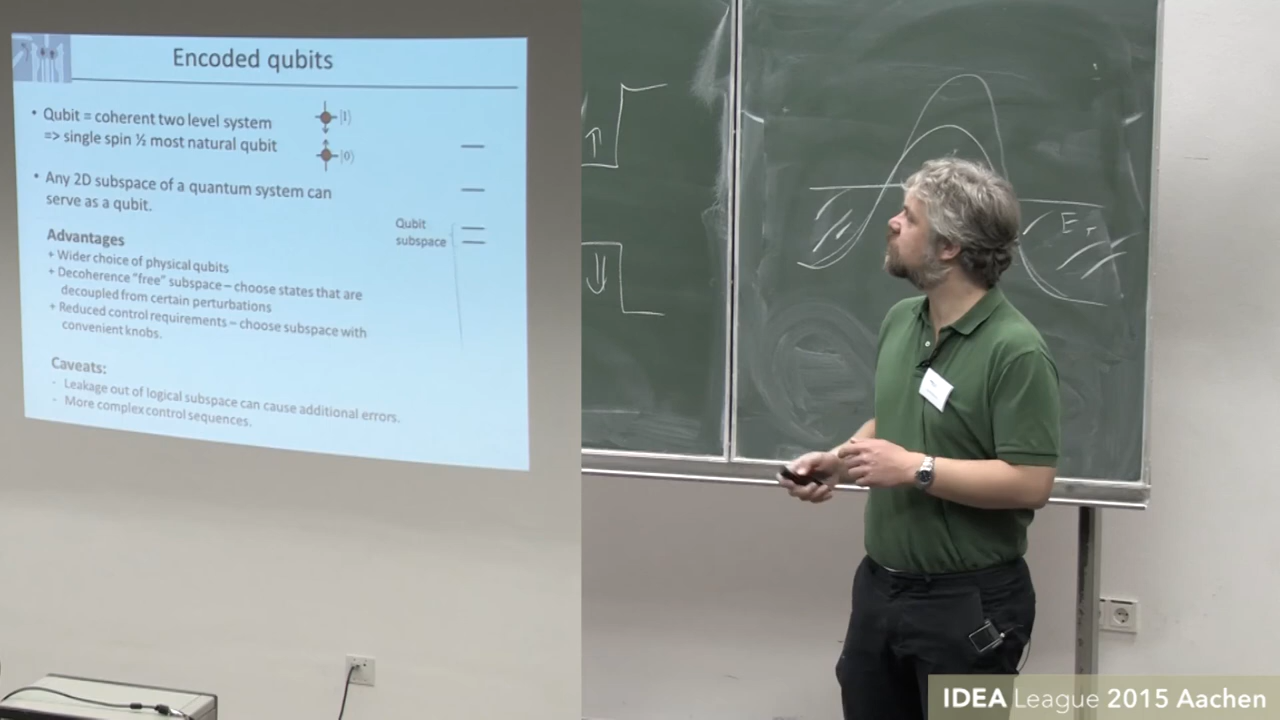 Encoded qubits
• Qubit = coherent two level system
=> single spin ½ most natural qubit
|1⟩
|0⟩
• Any 2D subspace of a quantum system can
serve as a qubit.
Qubit
subspace
Advantages
+ Wider choice of physical qubits
+ Decoherence "free" subspace – choose states that are
decoupled from certain perturbations
+ Reduced control requirements – choose subspace with
convenient knobs.
Caveats:
- Leakage out of logical subspace can cause additional errors.
- More complex control sequences.
IDEA League 2015 Aachen